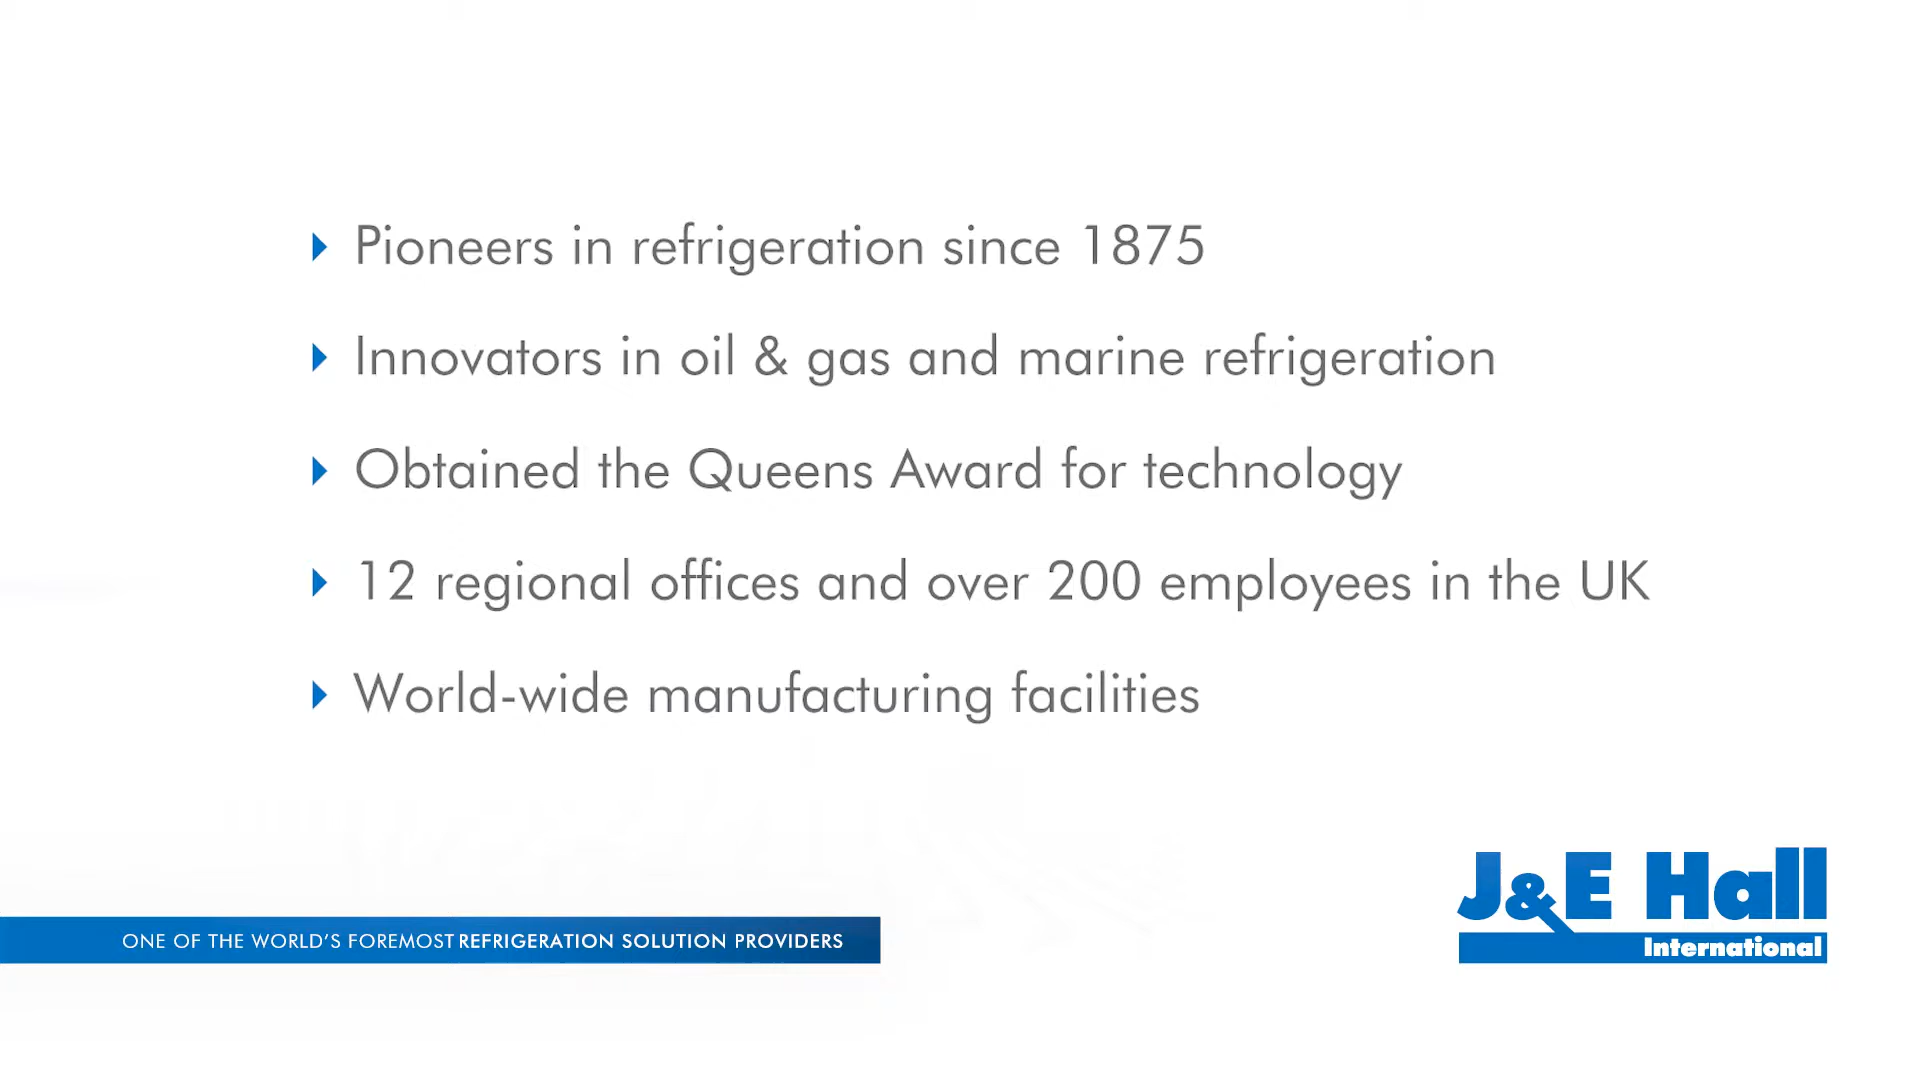 Pioneers in refrigeration since 1875
Innovators in oil & gas and marine refrigeration
Obtained the Queens Award for technology
12 regional offices and over 200 employees in the UK
World-wide manufacturing facilities
ONE OF THE WORLD'S FOREMOST REFRIGERATION SOLUTION PROVIDERS
J&E Hall
International